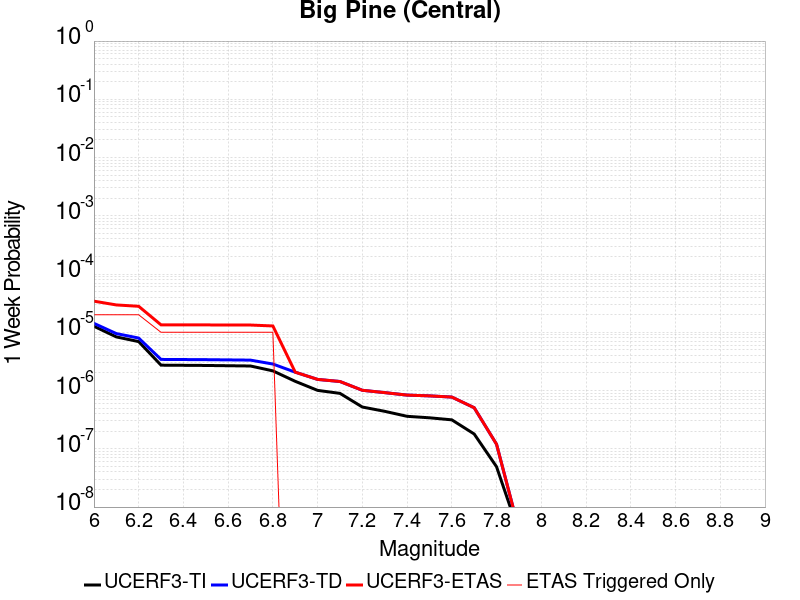 Big Pine (Central)
1 Week Probability
10^0
10^-1
10^-2
10^-3
10^-4
10^-5
10^-6
10^-7
10^-8
6 6.2 6.4 6.6 6.8 7 7.2 7.4 7.6 7.8 8 8.2 8.4 8.6 8.8 9
Magnitude
UCERF3-TI UCERF3-TD UCERF3-ETAS ETAS Triggered Only